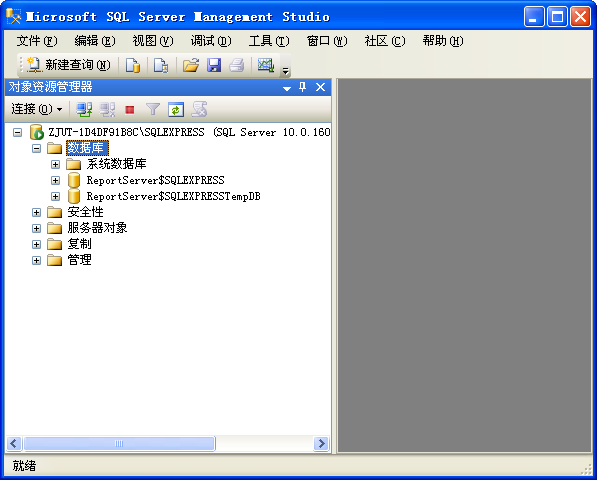 Microsoft SQL Server Management Studio
文件(F) 编辑(E) 视图(V) 调试(D) 工具(T) 窗口(W) 社区(C) 帮助(H)
新建查询(N)
对象资源管理器
连接(O)
ZJUT-1D4DF91B8C\SQLEXPRESS (SQL Server 10.0.160
数据库
系统数据库
ReportServer$SQLEXPRESS
ReportServer$SQLEXPRESSTempDB
安全性
服务器对象
复制
管理
就绪